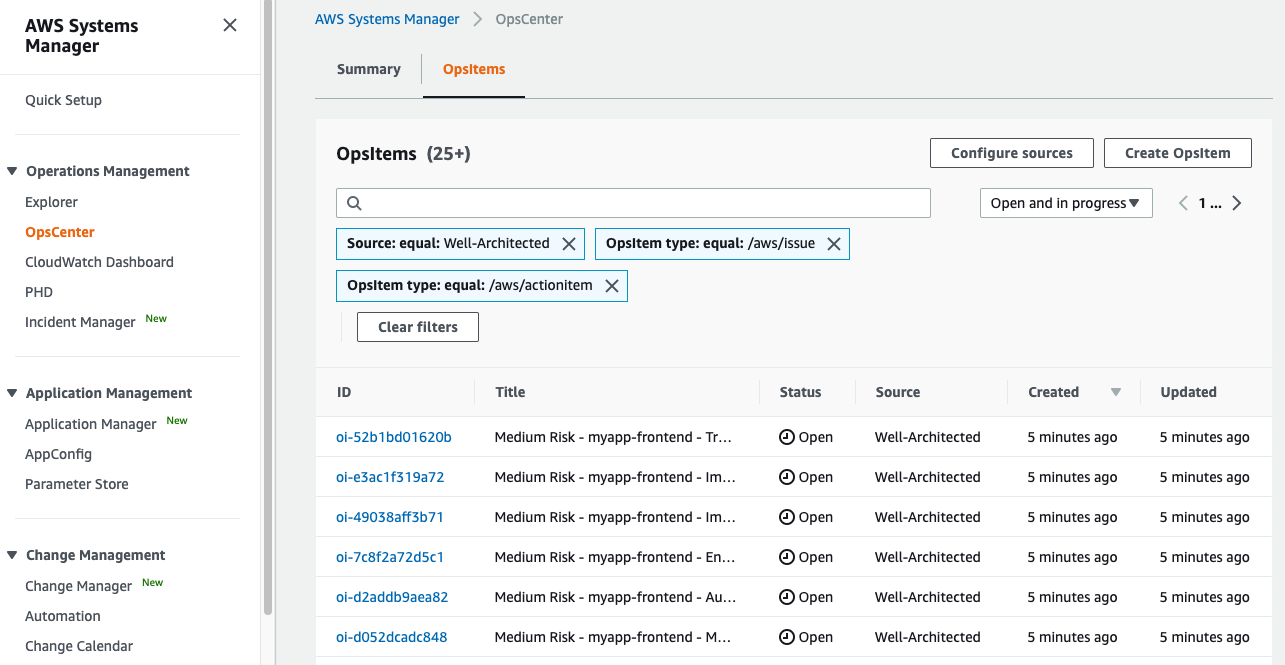 AWS Systems
Manager
Quick Setup
Operations Management
Explorer
OpsCenter
CloudWatch Dashboard
PHD
Incident Manager New
Application Management
Application Manager New
AppConfig
Parameter Store
Change Management
Change Manager New
Automation
Change Calendar
AWS Systems Manager > OpsCenter
Summary OpsItems
OpsItems (25+) Configure sources Create OpsItem
Open and in progress 1 ...
Source: equal: Well-Architected OpsItem type: equal: /aws/issue
OpsItem type: equal: /aws/actionitem
Clear filters
ID Title Status Source Created Updated
oi-52b1bd01620b Medium Risk - myapp-frontend - Tr... Open Well-Architected 5 minutes ago 5 minutes ago
oi-e3ac1f319a72 Medium Risk - myapp-frontend - Im... Open Well-Architected 5 minutes ago 5 minutes ago
oi-49038aff3b71 Medium Risk - myapp-frontend - Im... Open Well-Architected 5 minutes ago 5 minutes ago
oi-7c8f2a72d5c1 Medium Risk - myapp-frontend - En... Open Well-Architected 5 minutes ago 5 minutes ago
oi-d2addb9aea82 Medium Risk - myapp-frontend - Au... Open Well-Architected 5 minutes ago 5 minutes ago
oi-d052dcadc848 Medium Risk - myapp-frontend - M... Open Well-Architected 5 minutes ago 5 minutes ago